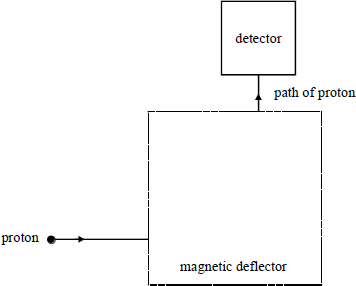 detector
path of proton
proton
magnetic deflector